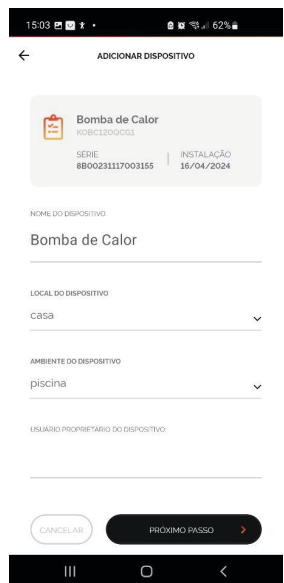 15:03 62%
ADICIONAR DISPOSITIVO
Bomba de Calor
KOBC120QCG1
SÉRIE INSTALAÇÃO
8B00231117003155 16/04/2024
NOME DO DISPOSITIVO:
Bomba de Calor
LOCAL DO DISPOSITIVO
casa
AMBIENTE DO DISPOSITIVO
piscina
USUÁRIO PROPRIETÁRIO DO DISPOSITIVO:
CANCELAR PRÓXIMO PASSO